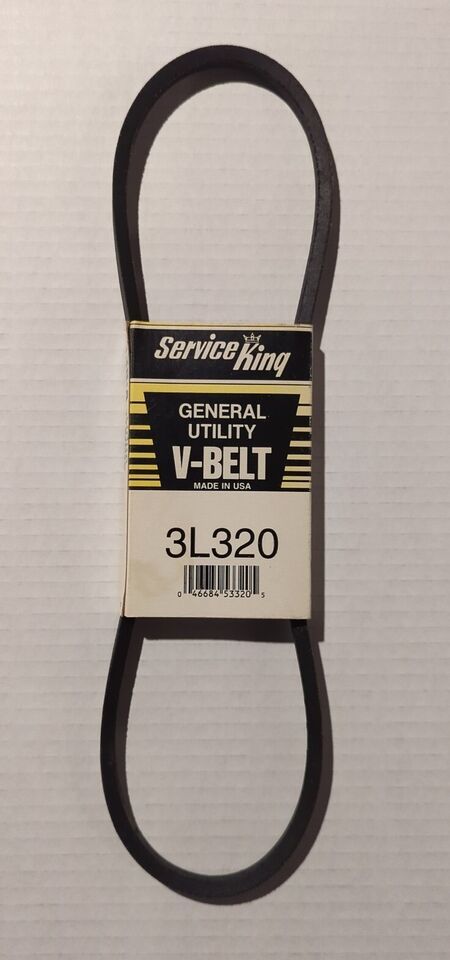 Service King
GENERAL
UTILITY
V-BELT
MADE IN USA
3L320
0 46684 53320 5